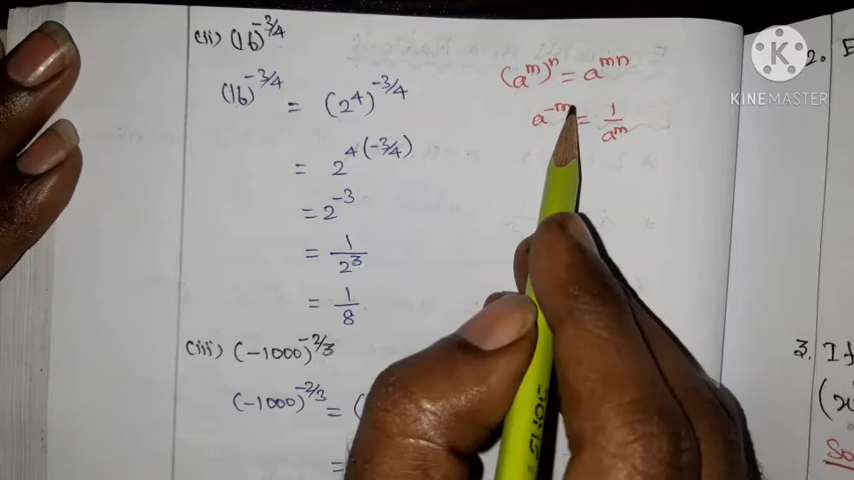 (ii) (16)^{-3/4}
(16)^{-3/4} = (2^4)^{-3/4}
= 2^{4(-3/4)}
= 2^{-3}
= 1/2^3
= 1/8
(iii) (-1000)^{-2/3}
(-1000)^{-2/3} = (
=
(a^m)^n = a^{mn}
a^{-m} = 1/a^m
K
KINEMASTER
2. E
3. If
(x
So